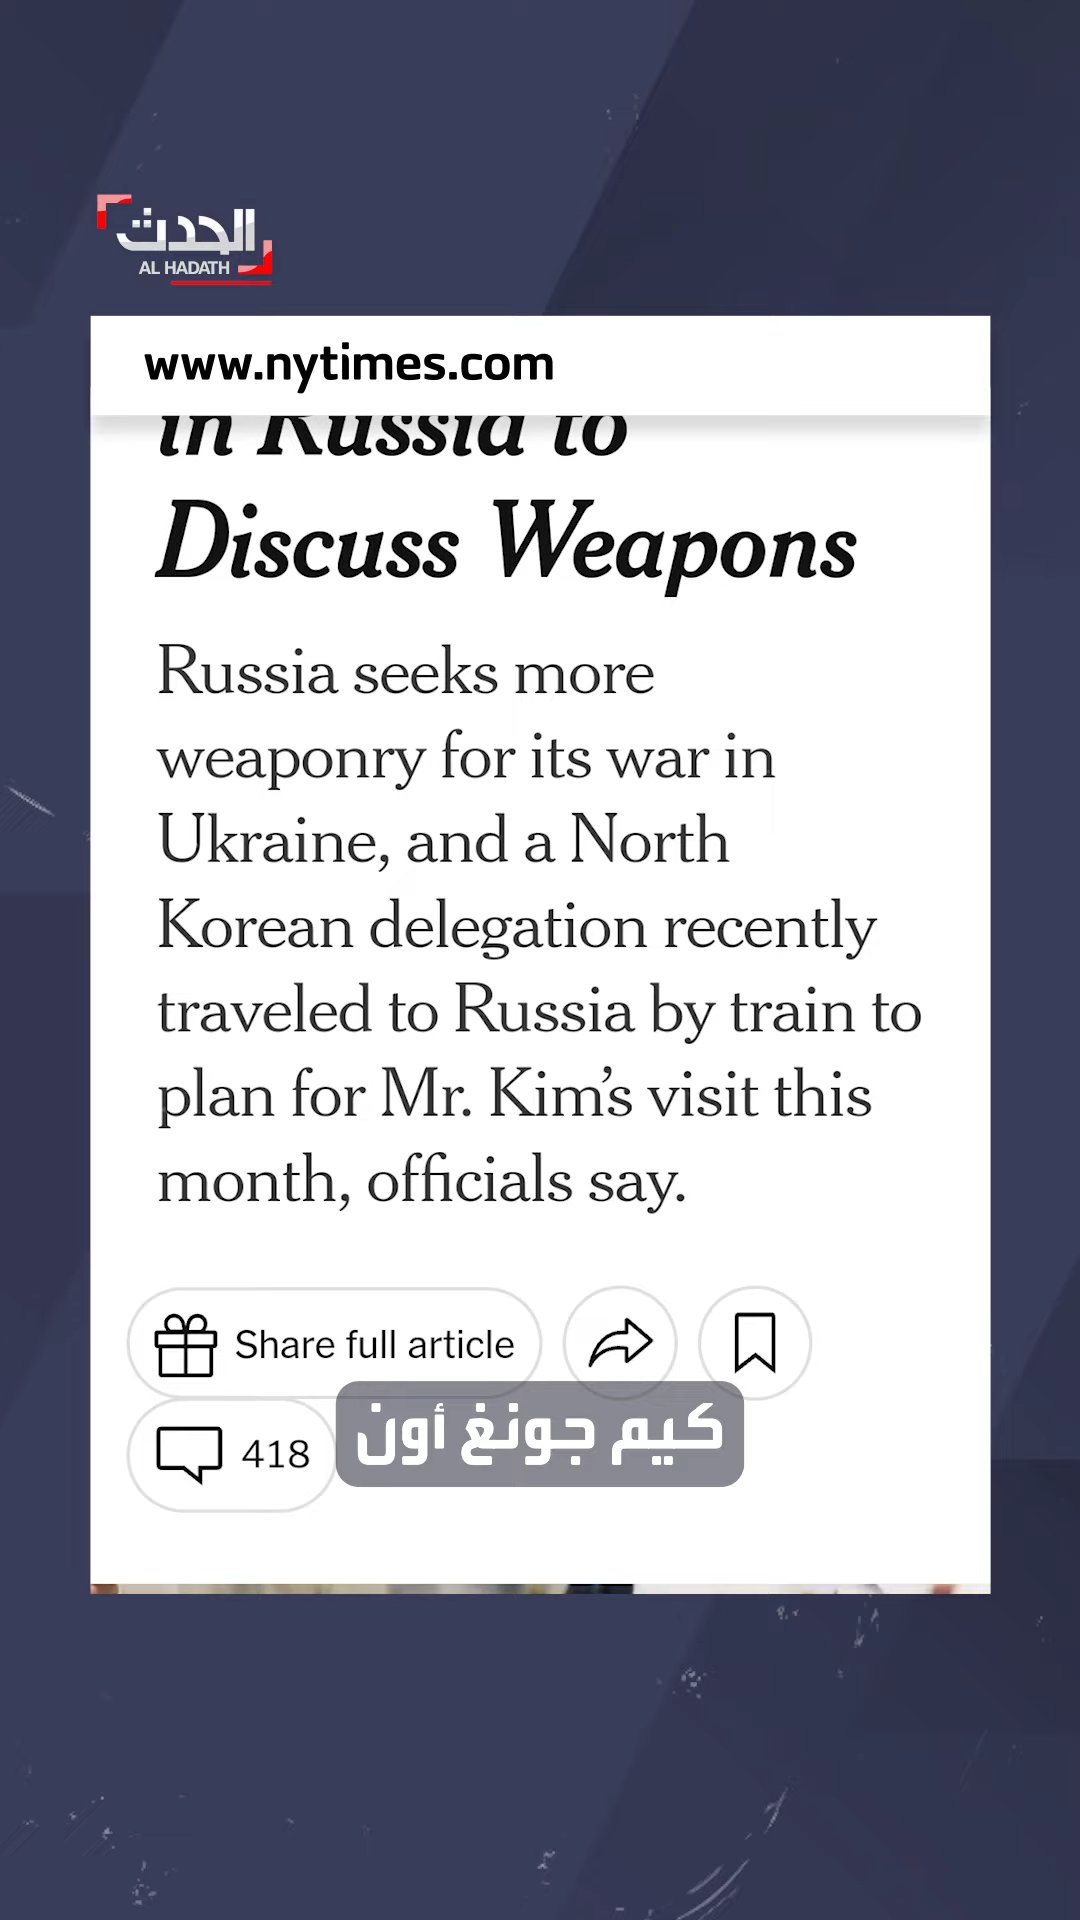 الحدث
AL HADATH
www.nytimes.com
in Russia to
Discuss Weapons
Russia seeks more
weaponry for its war in
Ukraine, and a North
Korean delegation recently
traveled to Russia by train to
plan for Mr. Kim’s visit this
month, officials say.
Share full article
418
كيم جونغ أون